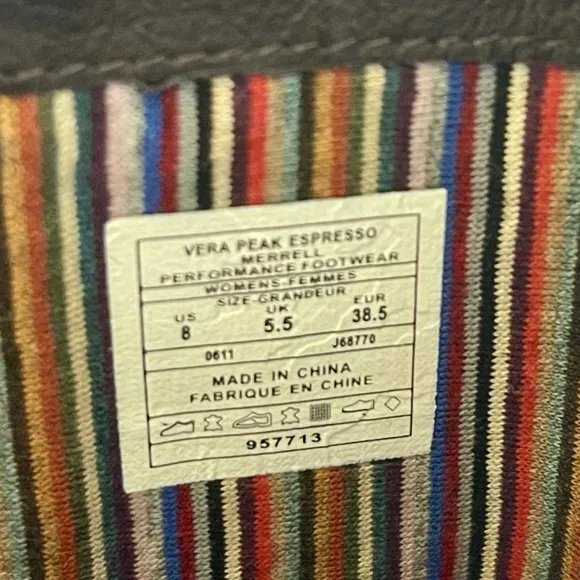 VERA PEAK ESPRESSO
MERRELL
PERFORMANCE FOOTWEAR
WOMENS-FEMMES
SIZE-GRANDEUR
US UK EUR
8 5.5 38.5
0611 J68770
MADE IN CHINA
FABRIQUE EN CHINE
957713